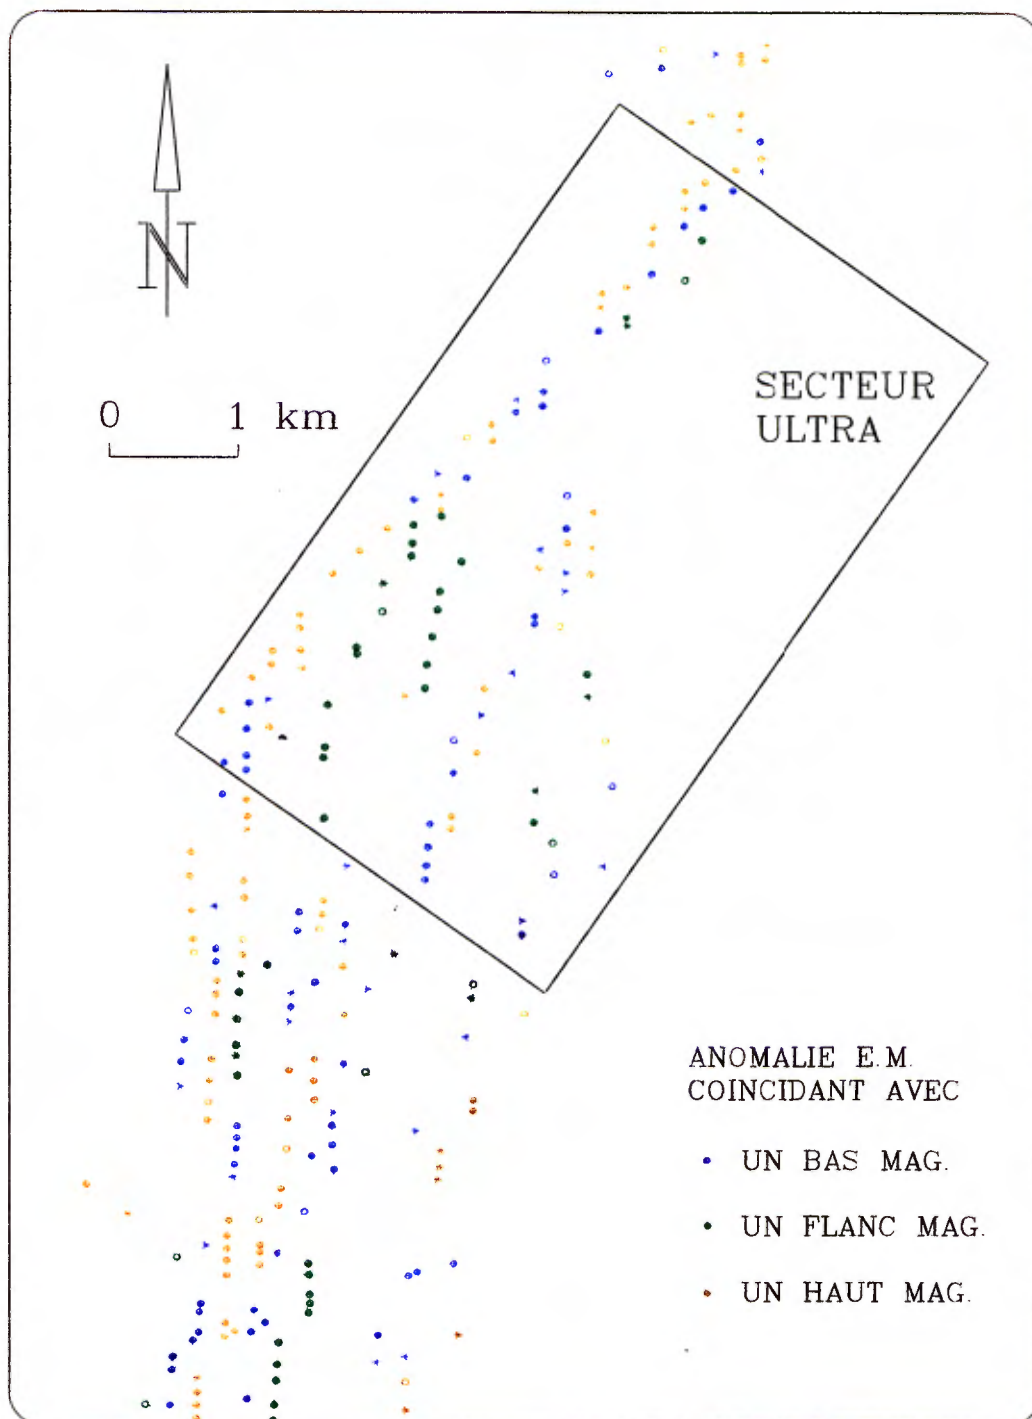 N
0 1 km
SECTEUR
ULTRA
ANOMALIE E.M.
COINCIDANT AVEC
UN BAS MAG.
UN FLANC MAG.
UN HAUT MAG.